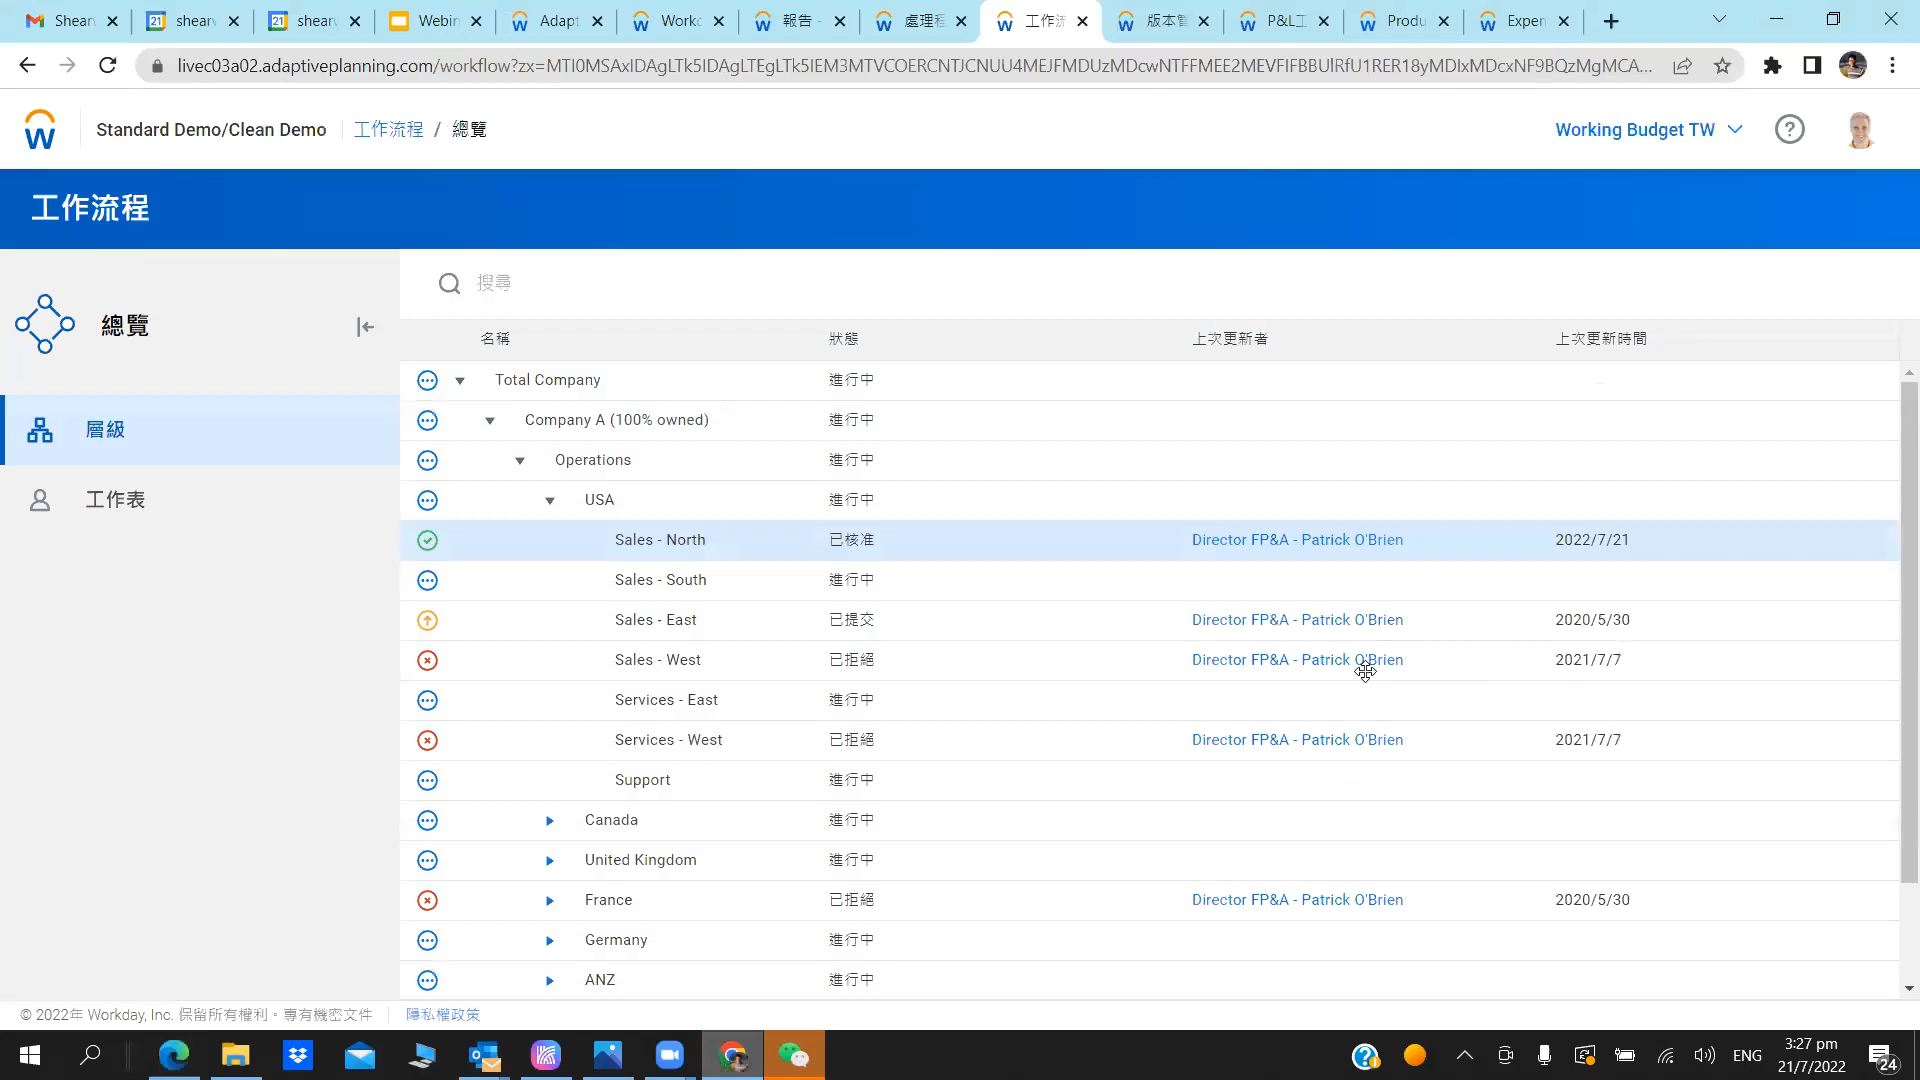 Shear
shear
shear
Webin
Adapt
Workd
報告 -
處理程
工作流
版本管
P&L工
Produ
Expen
livec03a02.adaptiveplanning.com/workflow?zx=
Standard Demo/Clean Demo
工作流程 / 總覽
Working Budget TW
工作流程
總覽
層級
工作表
搜尋
名稱 狀態 上次更新者 上次更新時間
Total Company 進行中
Company A (100% owned) 進行中
Operations 進行中
USA 進行中
Sales - North 已核准 Director FP&A - Patrick O'Brien 2022/7/21
Sales - South 進行中
Sales - East 已提交 Director FP&A - Patrick O'Brien 2020/5/30
Sales - West 已拒絕 Director FP&A - Patrick O'Brien 2021/7/7
Services - East 進行中
Services - West 已拒絕 Director FP&A - Patrick O'Brien 2021/7/7
Support 進行中
Canada 進行中
United Kingdom 進行中
France 已拒絕 Director FP&A - Patrick O'Brien 2020/5/30
Germany 進行中
ANZ 進行中
© 2022年 Workday, Inc. 保留所有權利。專有機密文件 隱私權政策
ENG
3:27 pm
21/7/2022
24